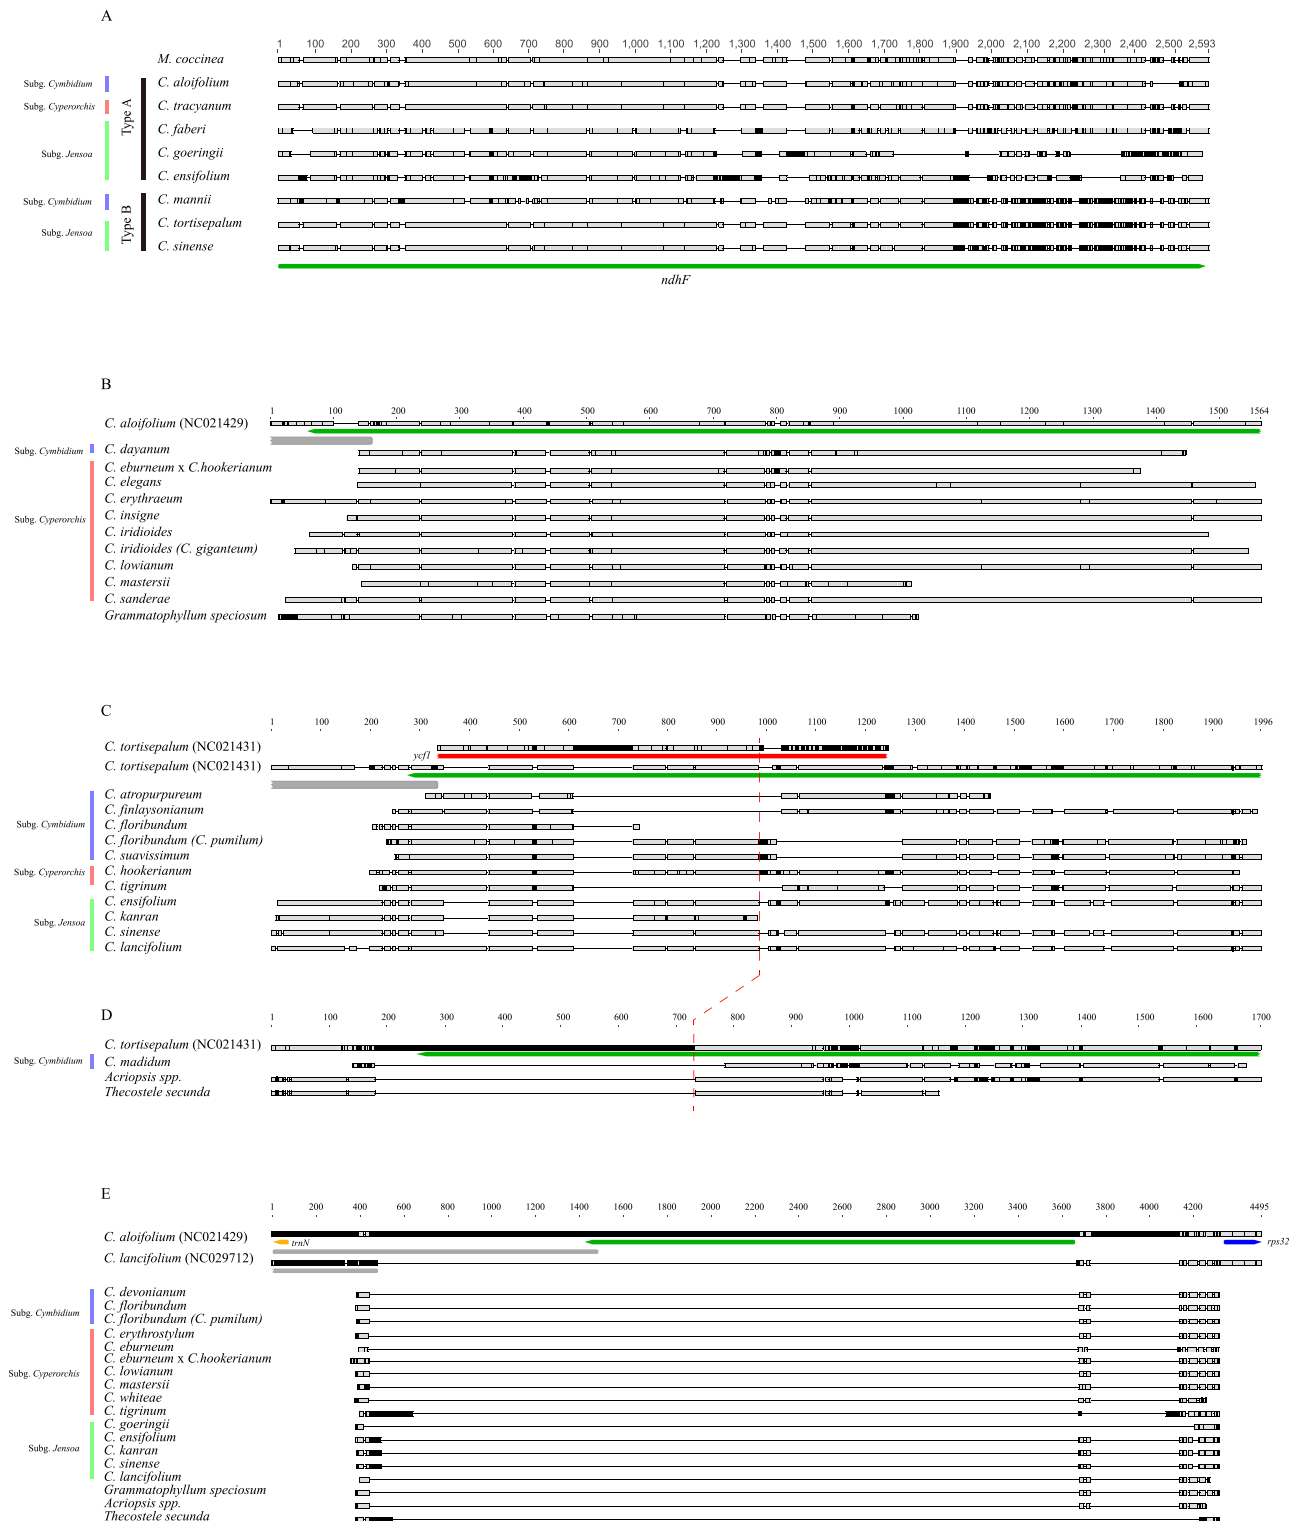 A
1 100 200 300 400 500 600 700 800 900 1,000 1,100 1,200 1,300 1,400 1,500 1,600 1,700 1,800 1,900 2,000 2,100 2,200 2,300 2,400 2,500 2,593
M. coccinea
Subg. Cymbidium
C. aloifolium
Subg. Cyperorchis
C. tracyanum
Type A
C. faberi
Subg. Jensoa
C. goeringii
C. ensifolium
Subg. Cymbidium
C. mannii
Type B
C. tortisepalum
Subg. Jensoa
C. sinense
ndhF
B
1 100 200 300 400 500 600 700 800 900 1000 1100 1200 1300 1400 1500 1564
C. aloifolium (NC021429)
Subg. Cymbidium
C. dayanum
C. eburneum x C.hookerianum
C. elegans
C. erythraeum
Subg. Cyperorchis
C. insigne
C. iridioides
C. iridioides (C. giganteum)
C. lowianum
C. mastersii
C. sanderae
Grammatophyllum speciosum
C
1 100 200 300 400 500 600 700 800 900 1000 1100 1200 1300 1400 1500 1600 1700 1800 1900 1996
C. tortisepalum (NC021431)
ycf1
C. tortisepalum (NC021431)
C. atropurpureum
C. finlaysonianum
Subg. Cymbidium
C. floribundum
C. floribundum (C. pumilum)
C. suavissimum
Subg. Cyperorchis
C. hookerianum
C. tigrinum
C. ensifolium
C. kanran
Subg. Jensoa
C. sinense
C. lancifolium
D
1 100 200 300 400 500 600 700 800 900 1000 1100 1200 1300 1400 1500 1600 1700
C. tortisepalum (NC021431)
Subg. Cymbidium
C. madidum
Acriopsis spp.
Thecostele secunda
E
1 200 400 600 800 1000 1200 1400 1600 1800 2000 2200 2400 2600 2800 3000 3200 3400 3600 3800 4000 4200 4495
C. aloifolium (NC021429)
trnN
rps32
C. lancifolium (NC029712)
C. devonianum
Subg. Cymbidium
C. floribundum
C. floribundum (C. pumilum)
C. erythrostylum
C. eburneum
C. eburneum x C.hookerianum
Subg. Cyperorchis
C. lowianum
C. mastersii
C. whiteae
C. tigrinum
C. goeringii
C. ensifolium
Subg. Jensoa
C. kanran
C. sinense
C. lancifolium
Grammatophyllum speciosum
Acriopsis spp.
Thecostele secunda